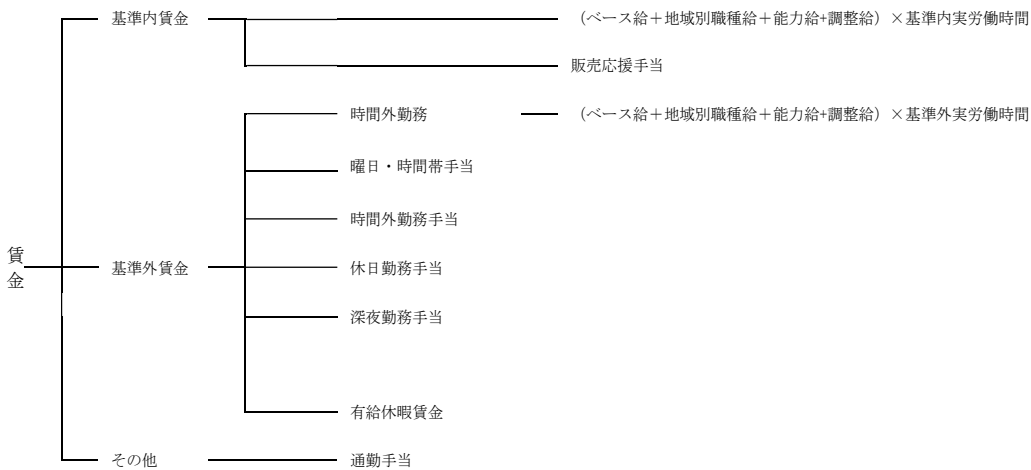 基準内賃金
（ベース給＋地域別職種給＋能力給+調整給）×基準内実労働時間
販売応援手当
時間外勤務
（ベース給＋地域別職種給＋能力給+調整給）×基準外実労働時間
曜日・時間帯手当
時間外勤務手当
賃金
基準外賃金
休日勤務手当
深夜勤務手当
有給休暇賃金
その他
通勤手当